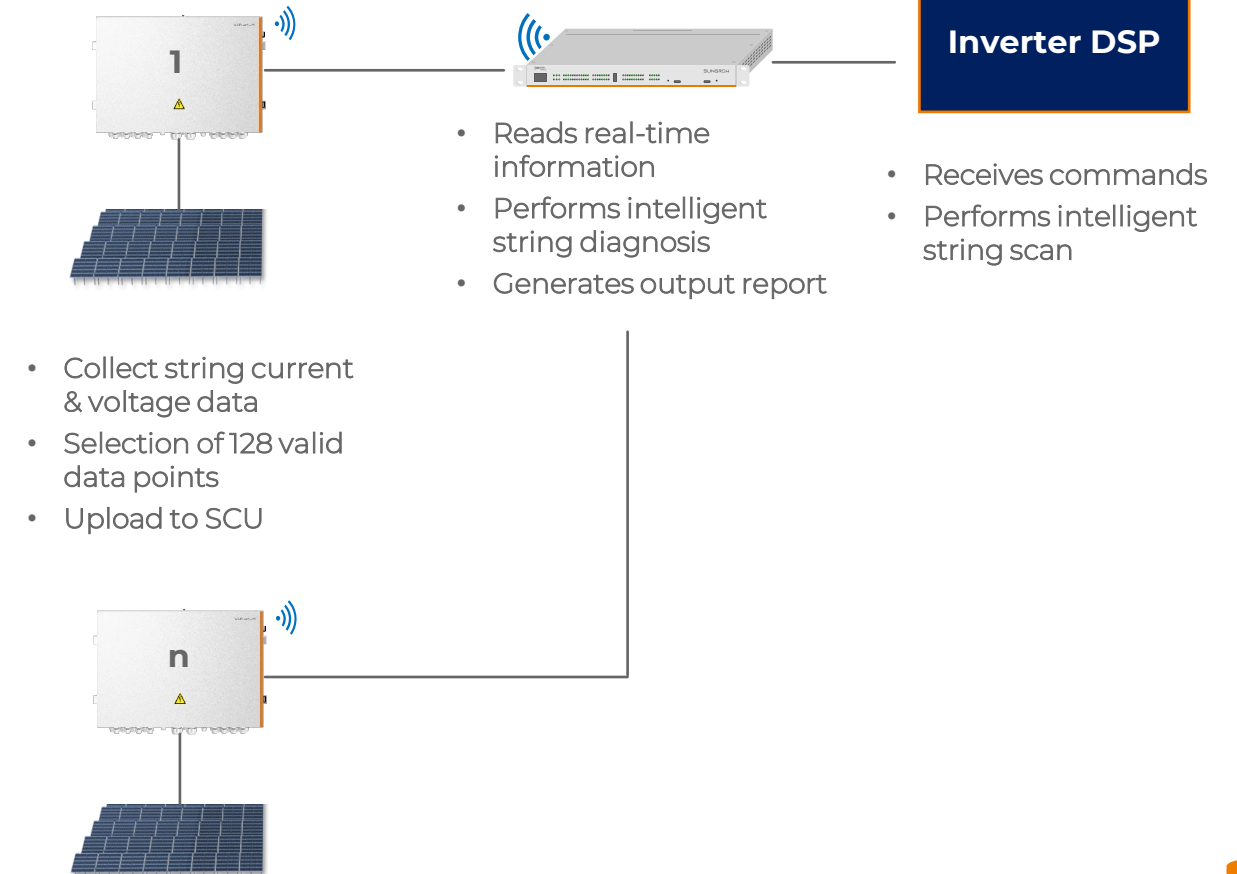 1
SUNGROW
Inverter DSP
• Reads real-time
information
• Performs intelligent
string diagnosis
• Generates output report
• Receives commands
• Performs intelligent
string scan
• Collect string current
& voltage data
• Selection of 128 valid
data points
• Upload to SCU
n